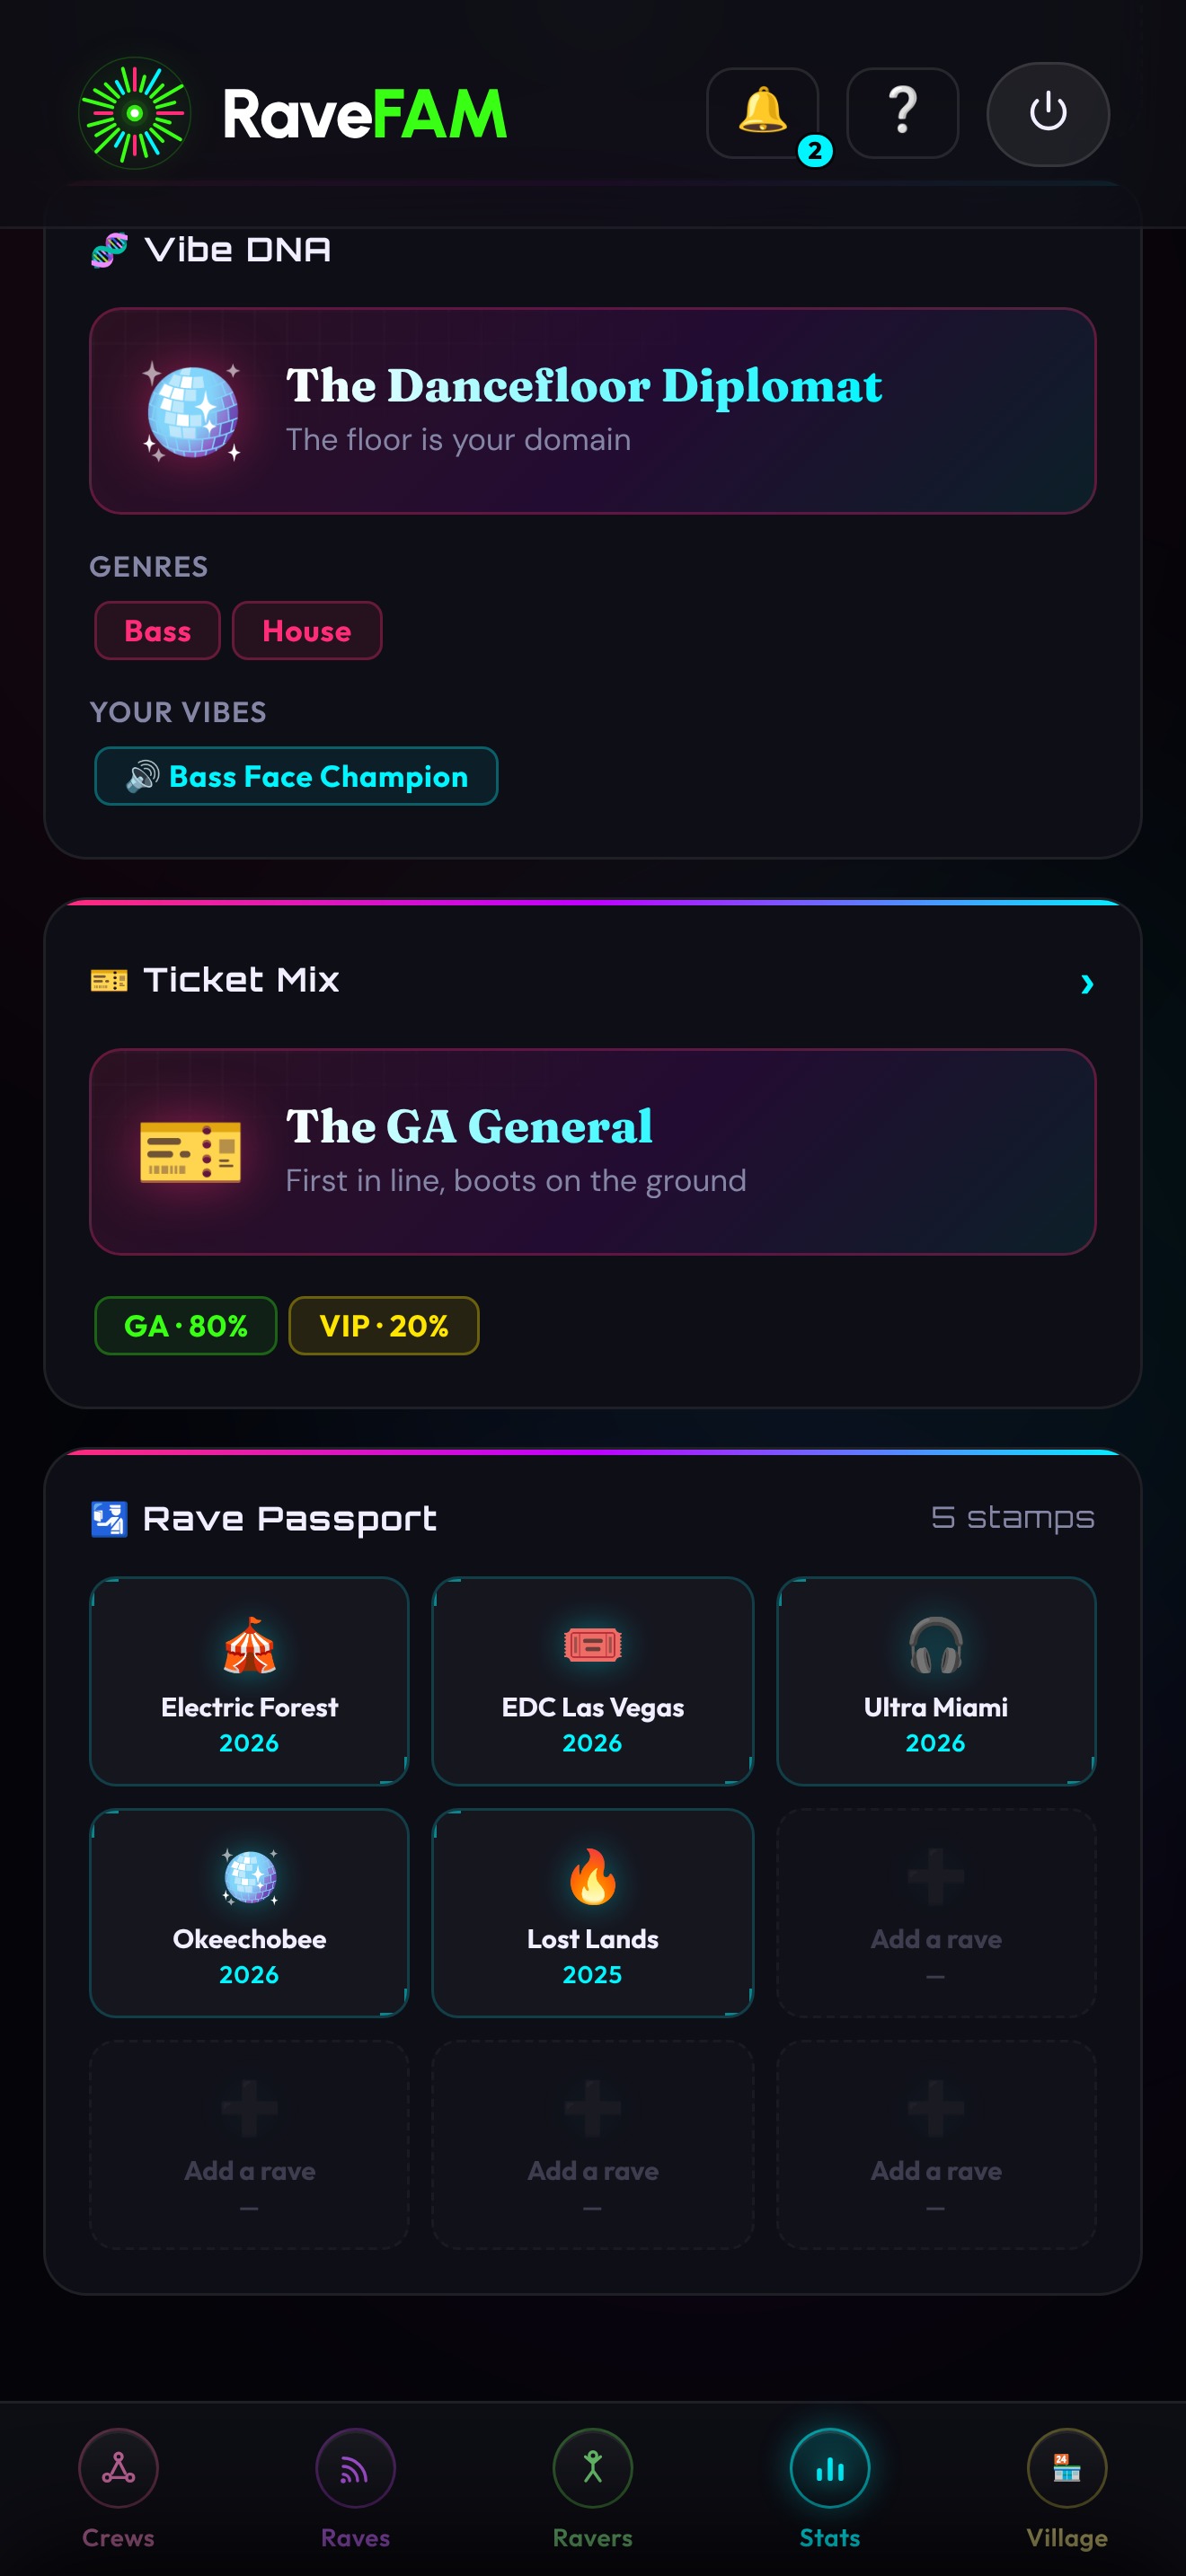 RaveFAM
2
Vibe DNA
The Dancefloor Diplomat
The floor is your domain
GENRES
Bass House
YOUR VIBES
Bass Face Champion
Ticket Mix ›
The GA General
First in line, boots on the ground
GA · 80% VIP · 20%
Rave Passport 5 stamps
Electric Forest EDC Las Vegas Ultra Miami
2026 2026 2026
Okeechobee Lost Lands Add a rave
2026 2025 —
Add a rave Add a rave Add a rave
— — —
Crews Raves Ravers Stats Village